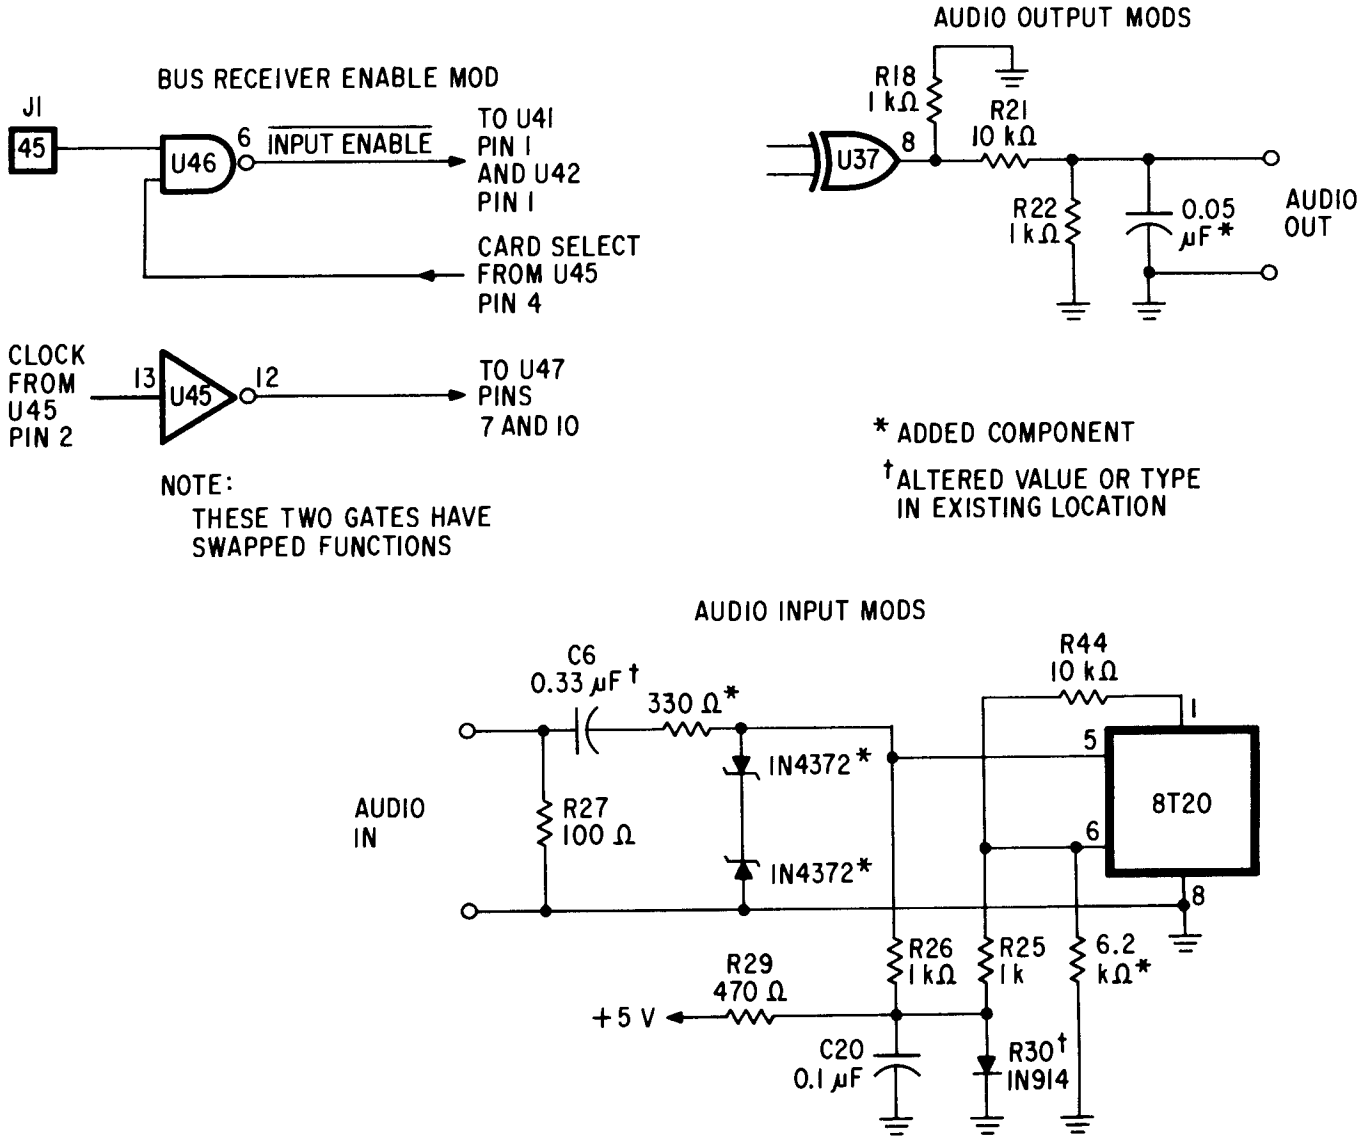 BUS RECEIVER ENABLE MOD
J1
45
U46
6
INPUT ENABLE
TO U41
PIN 1
AND U42
PIN 1
CARD SELECT
FROM U45
PIN 4
CLOCK
FROM
U45
PIN 2
13
U45
12
TO U47
PINS
7 AND 10
NOTE:
THESE TWO GATES HAVE
SWAPPED FUNCTIONS
AUDIO OUTPUT MODS
R18
1 kΩ
U37
8
R21
10 kΩ
R22
1 kΩ
0.05
μF*
AUDIO
OUT
* ADDED COMPONENT
† ALTERED VALUE OR TYPE
IN EXISTING LOCATION
AUDIO INPUT MODS
C6
0.33 μF†
330 Ω*
AUDIO
IN
R27
100 Ω
IN4372*
IN4372*
R44
10 kΩ
1
5
6
8T20
8
R26
1 kΩ
R25
1k
6.2
kΩ*
R29
470 Ω
+5 V
C20
0.1 μF
R30†
IN914